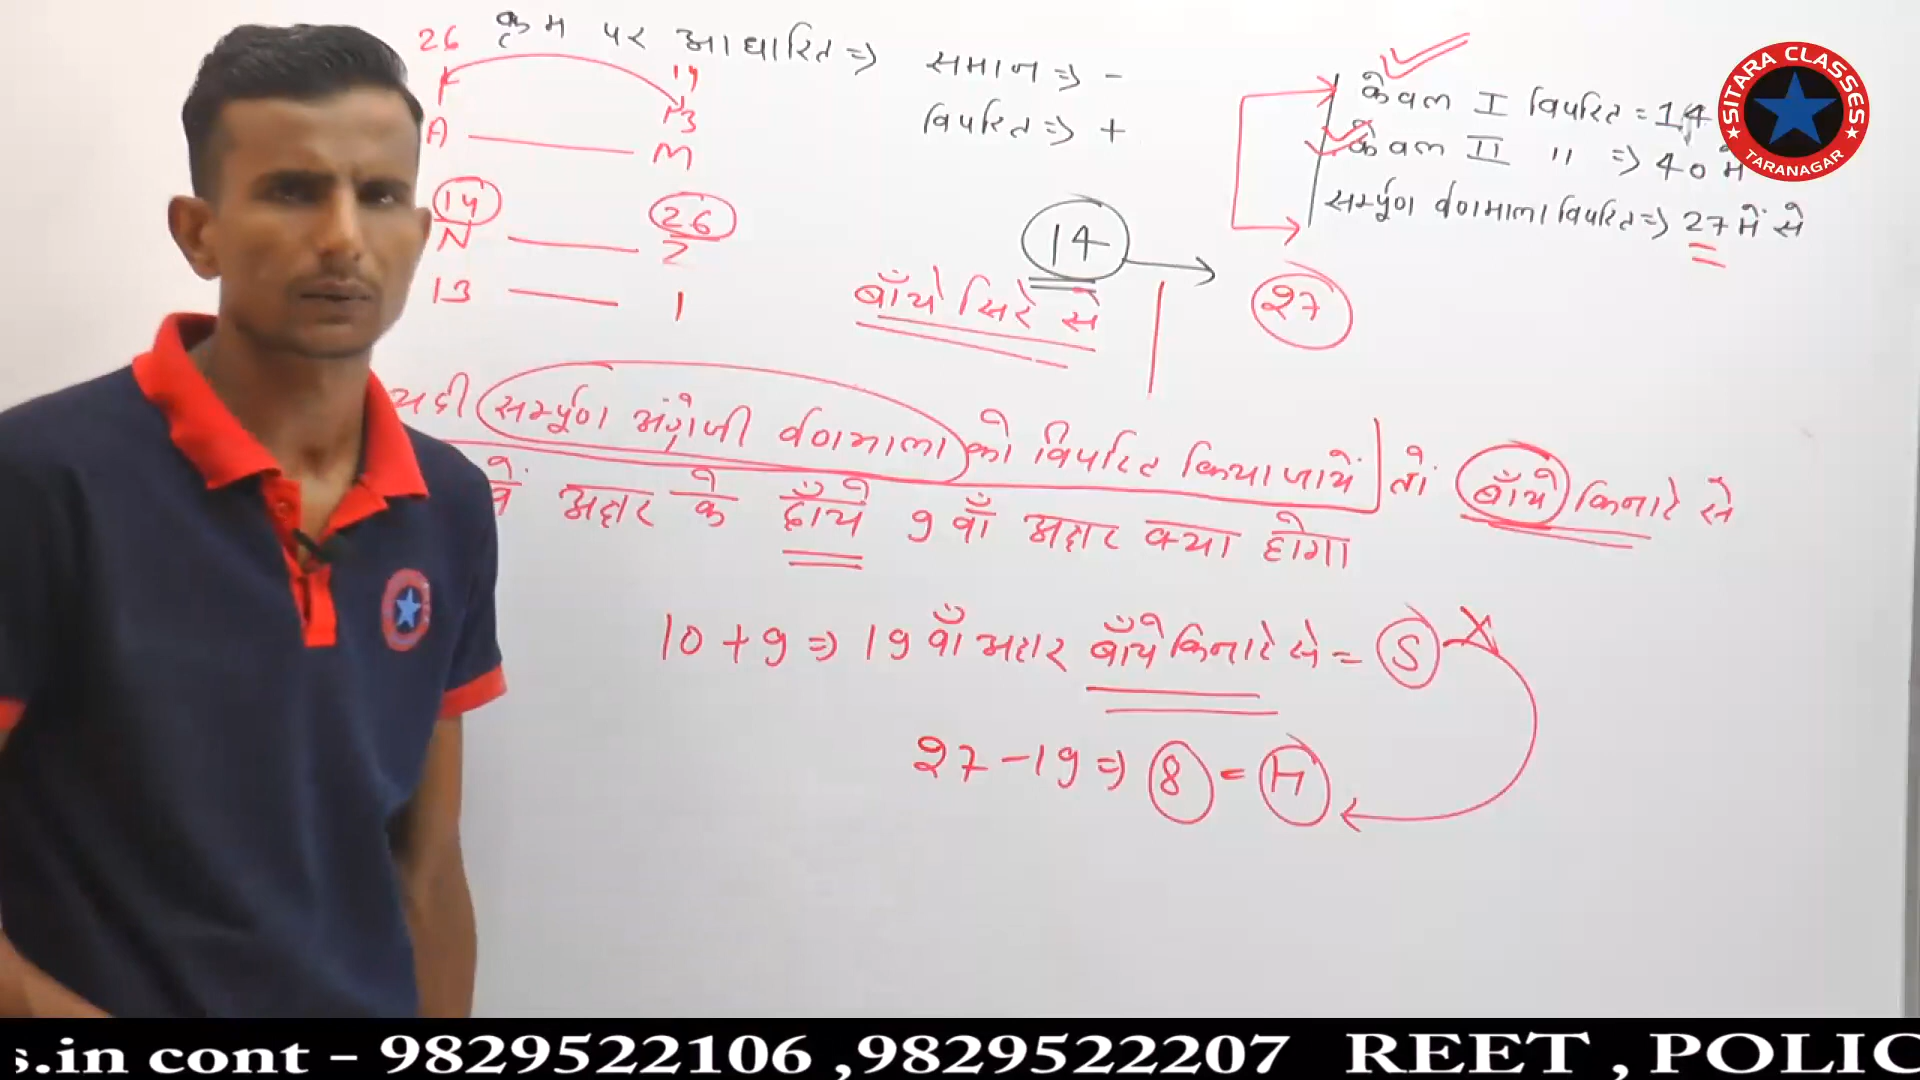 क्रम पर आधारित => समान => -
विपरित => +
26 14
1 13
A — M
14 26
N — Z
13 — 1
केवल I विपरित = 14
केवल II " => 40 में
सम्पूर्ण वर्णमाला विपरित => 27 में से
14 →
27
बाँये सिरे से
यदी सम्पूर्ण अंग्रेजी वर्णमाला को विपरित किया जायें तों बाँये किनारे से
वें अक्षर के दाँये 9 वाँ अक्षर क्या होगा
10 + 9 => 19 वाँ अक्षर बाँये किनारे से = S X
27 - 19 => 8 = H
SITARA CLASSES
TARANAGAR
s.in cont - 9829522106 ,9829522207 REET , POLIC